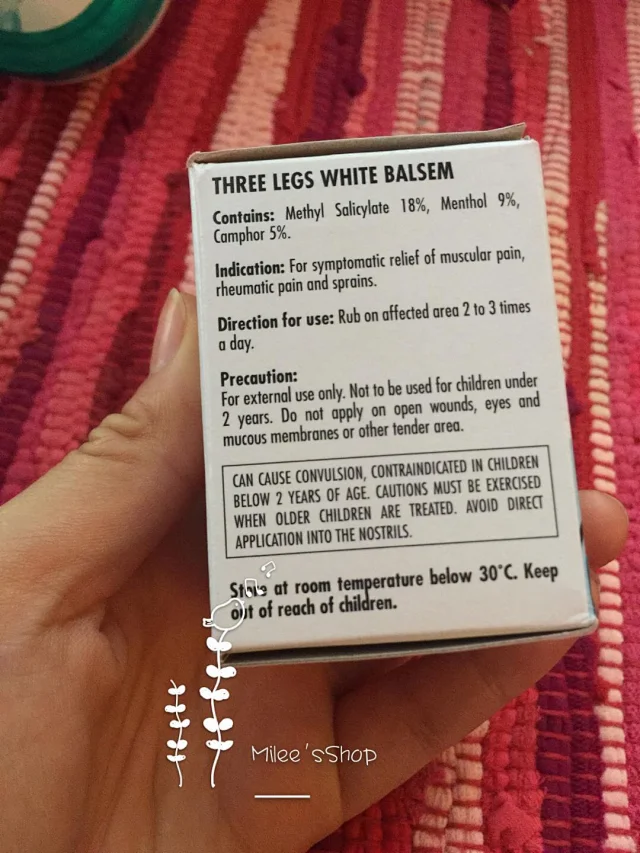 THREE LEGS WHITE BALSEM
Contains: Methyl Salicylate 18%, Menthol 9%,
Camphor 5%.
Indication: For symptomatic relief of muscular pain,
rheumatic pain and sprains.
Direction for use: Rub on affected area 2 to 3 times
a day.
Precaution:
For external use only. Not to be used for children under
2 years. Do not apply on open wounds, eyes and
mucous membranes or other tender area.
CAN CAUSE CONVULSION, CONTRAINDICATED IN CHILDREN
BELOW 2 YEARS OF AGE. CAUTIONS MUST BE EXERCISED
WHEN OLDER CHILDREN ARE TREATED. AVOID DIRECT
APPLICATION INTO THE NOSTRILS.
Store at room temperature below 30°C. Keep
out of reach of children.
Milee'sShop